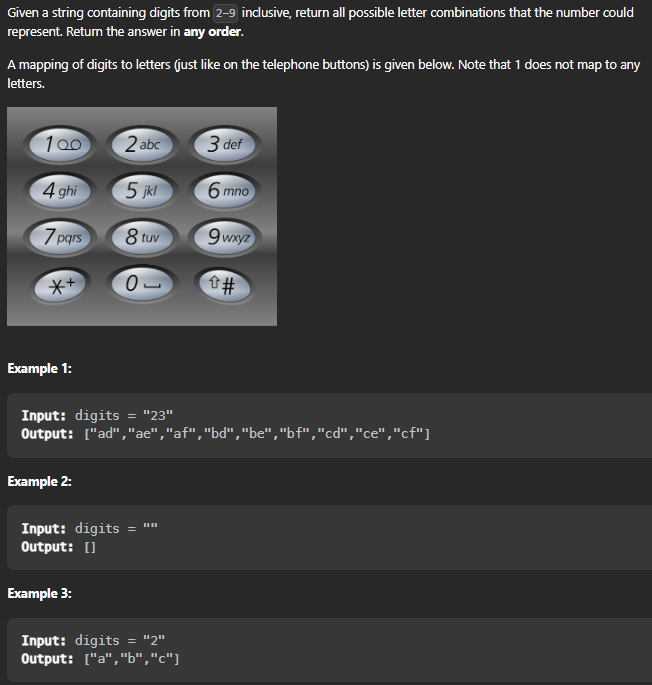 Given a string containing digits from 2-9 inclusive, return all possible letter combinations that the number could
represent. Return the answer in any order.
A mapping of digits to letters (just like on the telephone buttons) is given below. Note that 1 does not map to any
letters.
1 2 abc 3 def
4 ghi 5 jkl 6 mno
7 pqrs 8 tuv 9 wxyz
*+ 0 #
Example 1:
Input: digits = "23"
Output: ["ad","ae","af","bd","be","bf","cd","ce","cf"]
Example 2:
Input: digits = ""
Output: []
Example 3:
Input: digits = "2"
Output: ["a","b","c"]